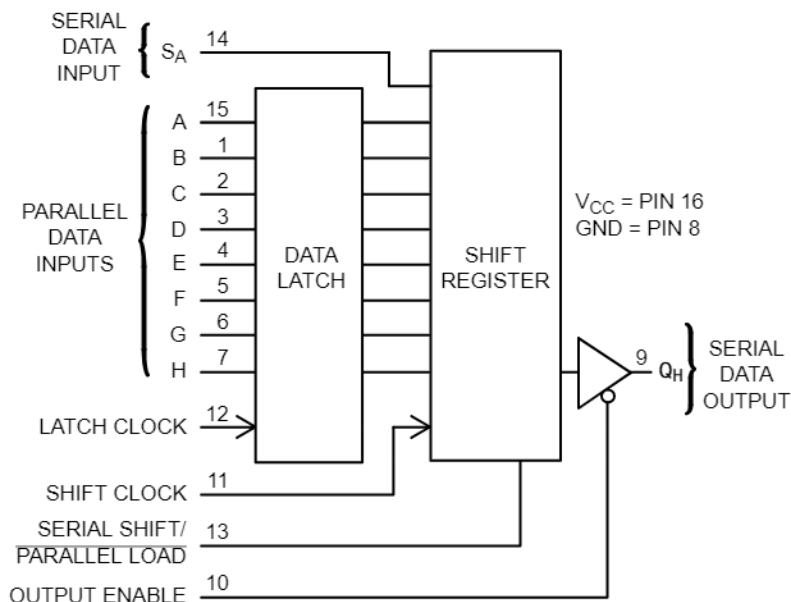 SERIAL
DATA
INPUT
SA
14
PARALLEL
DATA
INPUTS
A 15
B 1
C 2
D 3
E 4
F 5
G 6
H 7
DATA
LATCH
SHIFT
REGISTER
VCC = PIN 16
GND = PIN 8
9 QH
SERIAL
DATA
OUTPUT
LATCH CLOCK 12
SHIFT CLOCK 11
SERIAL SHIFT/
PARALLEL LOAD
13
OUTPUT ENABLE 10